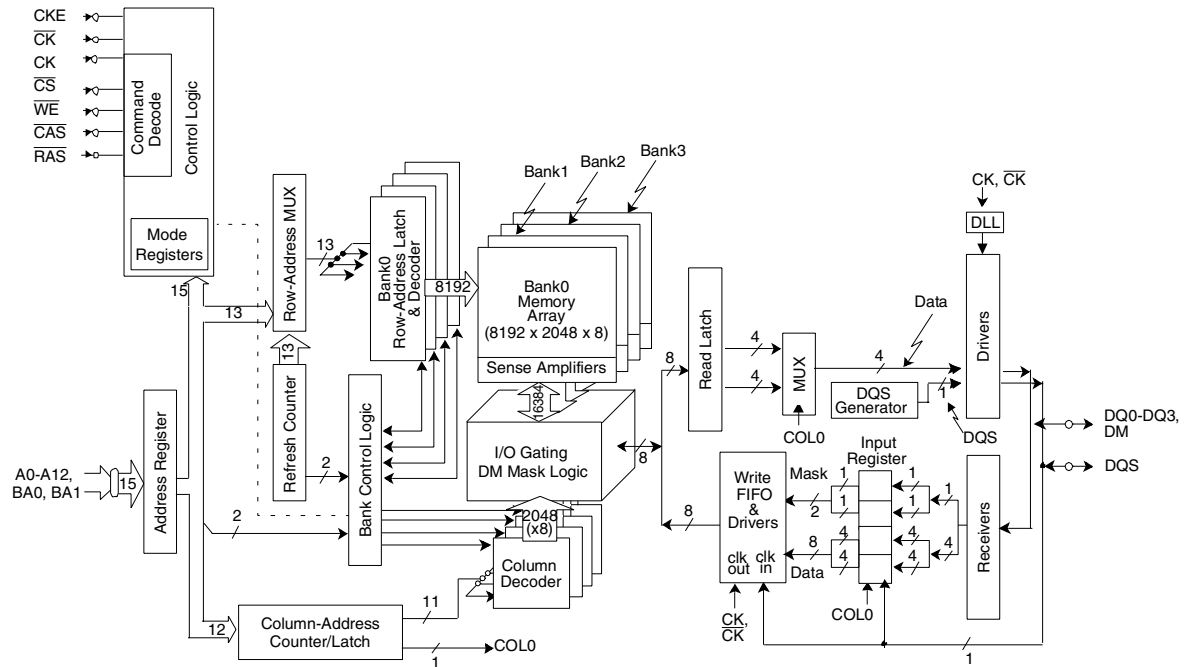 CKE
CK
CK
CS
WE
CAS
RAS
Command
Decode
Control Logic
Mode
Registers
15
13
Row-Address MUX
13
Refresh Counter
13
Bank0
Row-Address Latch
& Decoder
8192
Bank1
Bank2
Bank3
Bank0
Memory
Array
(8192 x 2048 x 8)
Sense Amplifiers
16384
I/O Gating
DM Mask Logic
8
2048
(x8)
Column
Decoder
Bank Control Logic
2
2
A0-A12,
BA0, BA1
15
Address Register
12
Column-Address
Counter/Latch
11
1
COL0
8
Read Latch
4
4
MUX
COL0
4
Data
DQS
Generator
1
DQS
CK, CK
DLL
Drivers
DQ0-DQ3,
DM
DQS
Input
Register
Write
FIFO
&
Drivers
clk
out
clk
in
8
Mask
2
8
Data
1
1
4
4
1
1
4
4
1
4
Receivers
COL0
CK,
CK
1